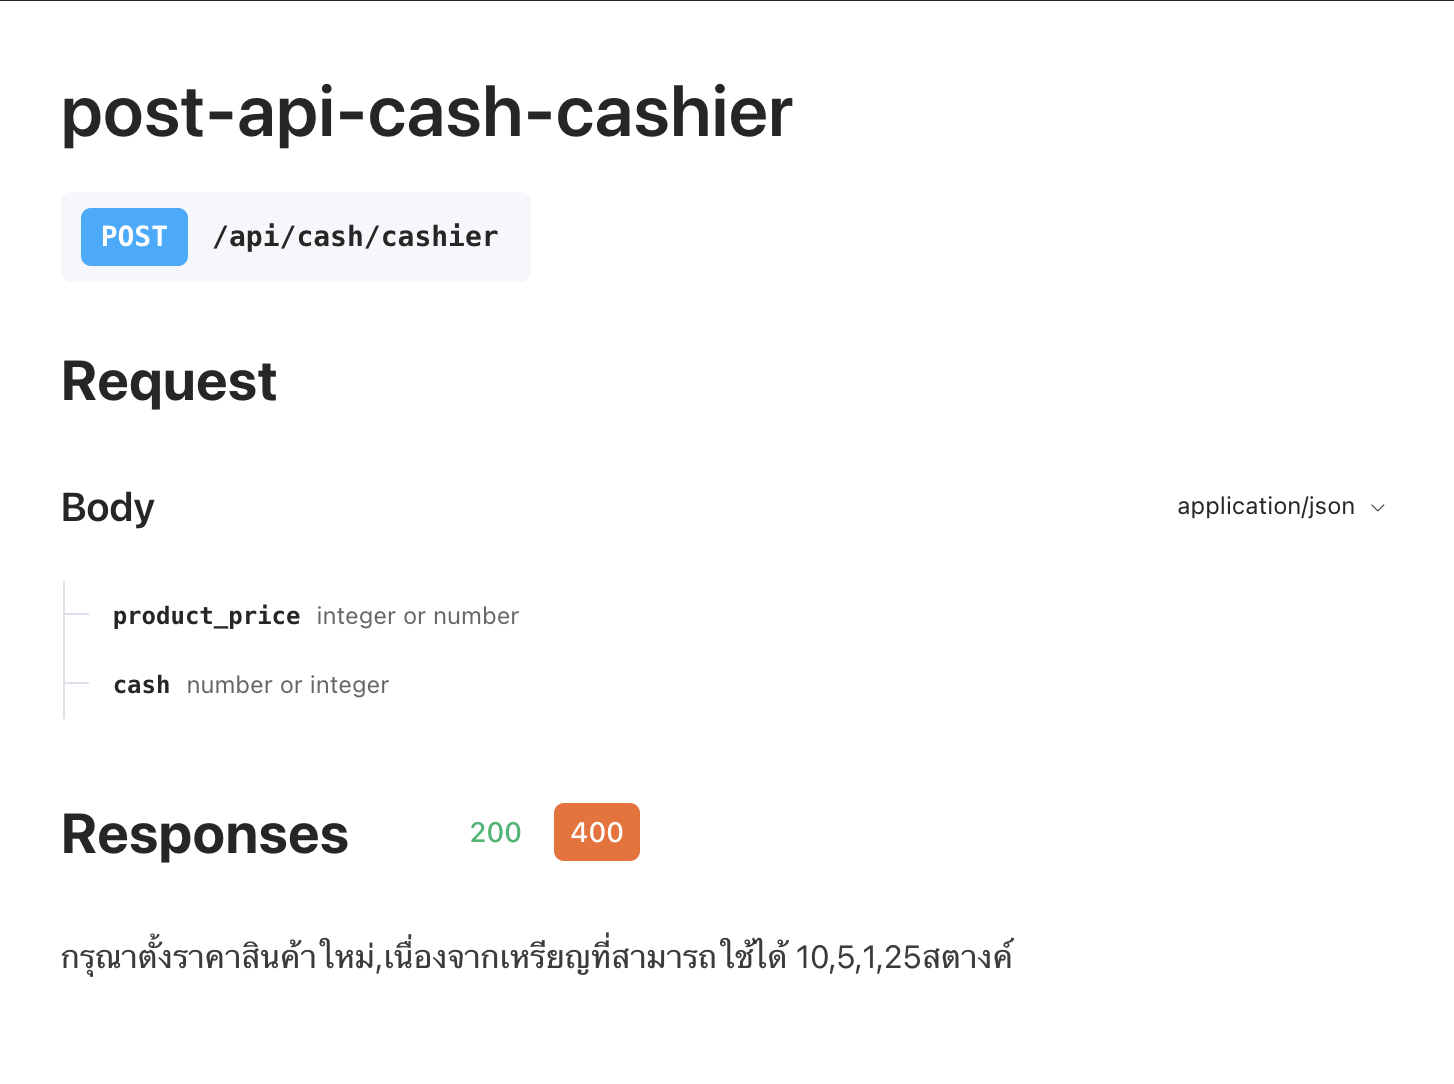 post-api-cash-cashier
POST /api/cash/cashier
Request
Body application/json
product_price integer or number
cash number or integer
Responses 200 400
กรุณาตั้งราคาสินค้าใหม่,เนื่องจากเหรียญที่สามารถใช้ได้ 10,5,1,25สตางค์